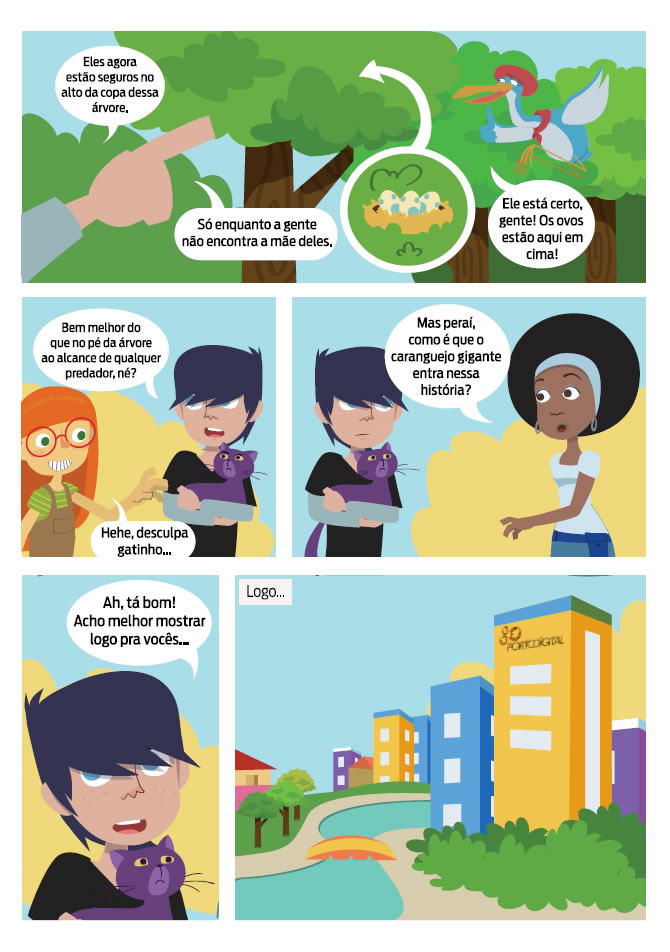 Eles agora
estão seguros no
alto da copa dessa
árvore.
Só enquanto a gente
não encontra a mãe deles.
Ele está certo,
gente! Os ovos
estão aqui em
cima!
Bem melhor do
que no pé da árvore
ao alcance de qualquer
predador, né?
Hehe, desculpa
gatinho...
Mas peraí,
como é que o
caranguejo gigante
entra nessa
história?
Ah, tá bom!
Acho melhor mostrar
logo pra vocês...
Logo...
PORTODIGITAL